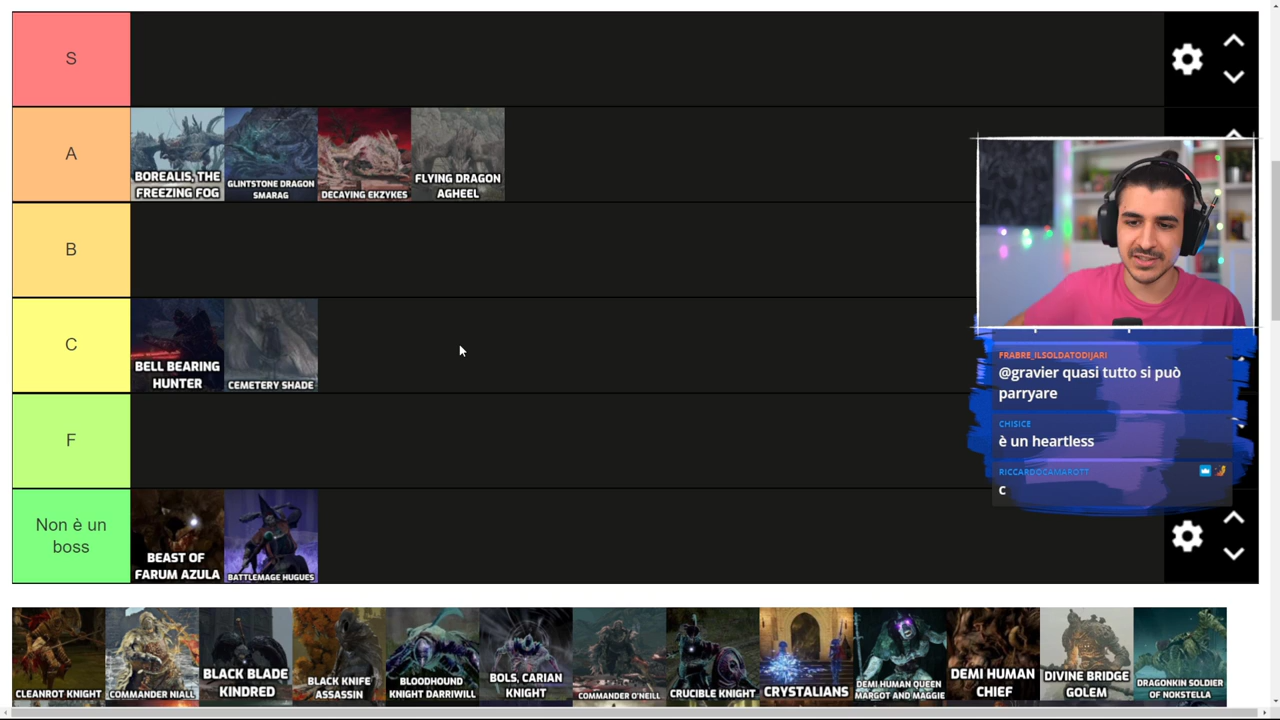 S
A
BOREALIS, THE
FREEZING FOG
GLINTSTONE DRAGON
SMARAG
DECAYING EKZYKES
FLYING DRAGON
AGHEEL
B
C
BELL BEARING
HUNTER
CEMETERY SHADE
F
Non è un
boss
BEAST OF
FARUM AZULA
BATTLEMAGE HUGUES
FRABRE_ILSOLDATODIJARI
@gravier quasi tutto si può
parryare
CHISICE
è un heartless
RICCARDOCAMAROTT
C
CLEANROT KNIGHT
COMMANDER NIALL
BLACK BLADE
KINDRED
BLACK KNIFE
ASSASSIN
BLOODHOUND
KNIGHT DARRIWILL
BOLS, CARIAN
KNIGHT
COMMANDER O'NEILL
CRUCIBLE KNIGHT
CRYSTALIANS
DEMI HUMAN QUEEN
MARGOT AND MAGGIE
DEMI HUMAN
CHIEF
DIVINE BRIDGE
GOLEM
DRAGONKIN SOLDIER
OF NOKSTELLA